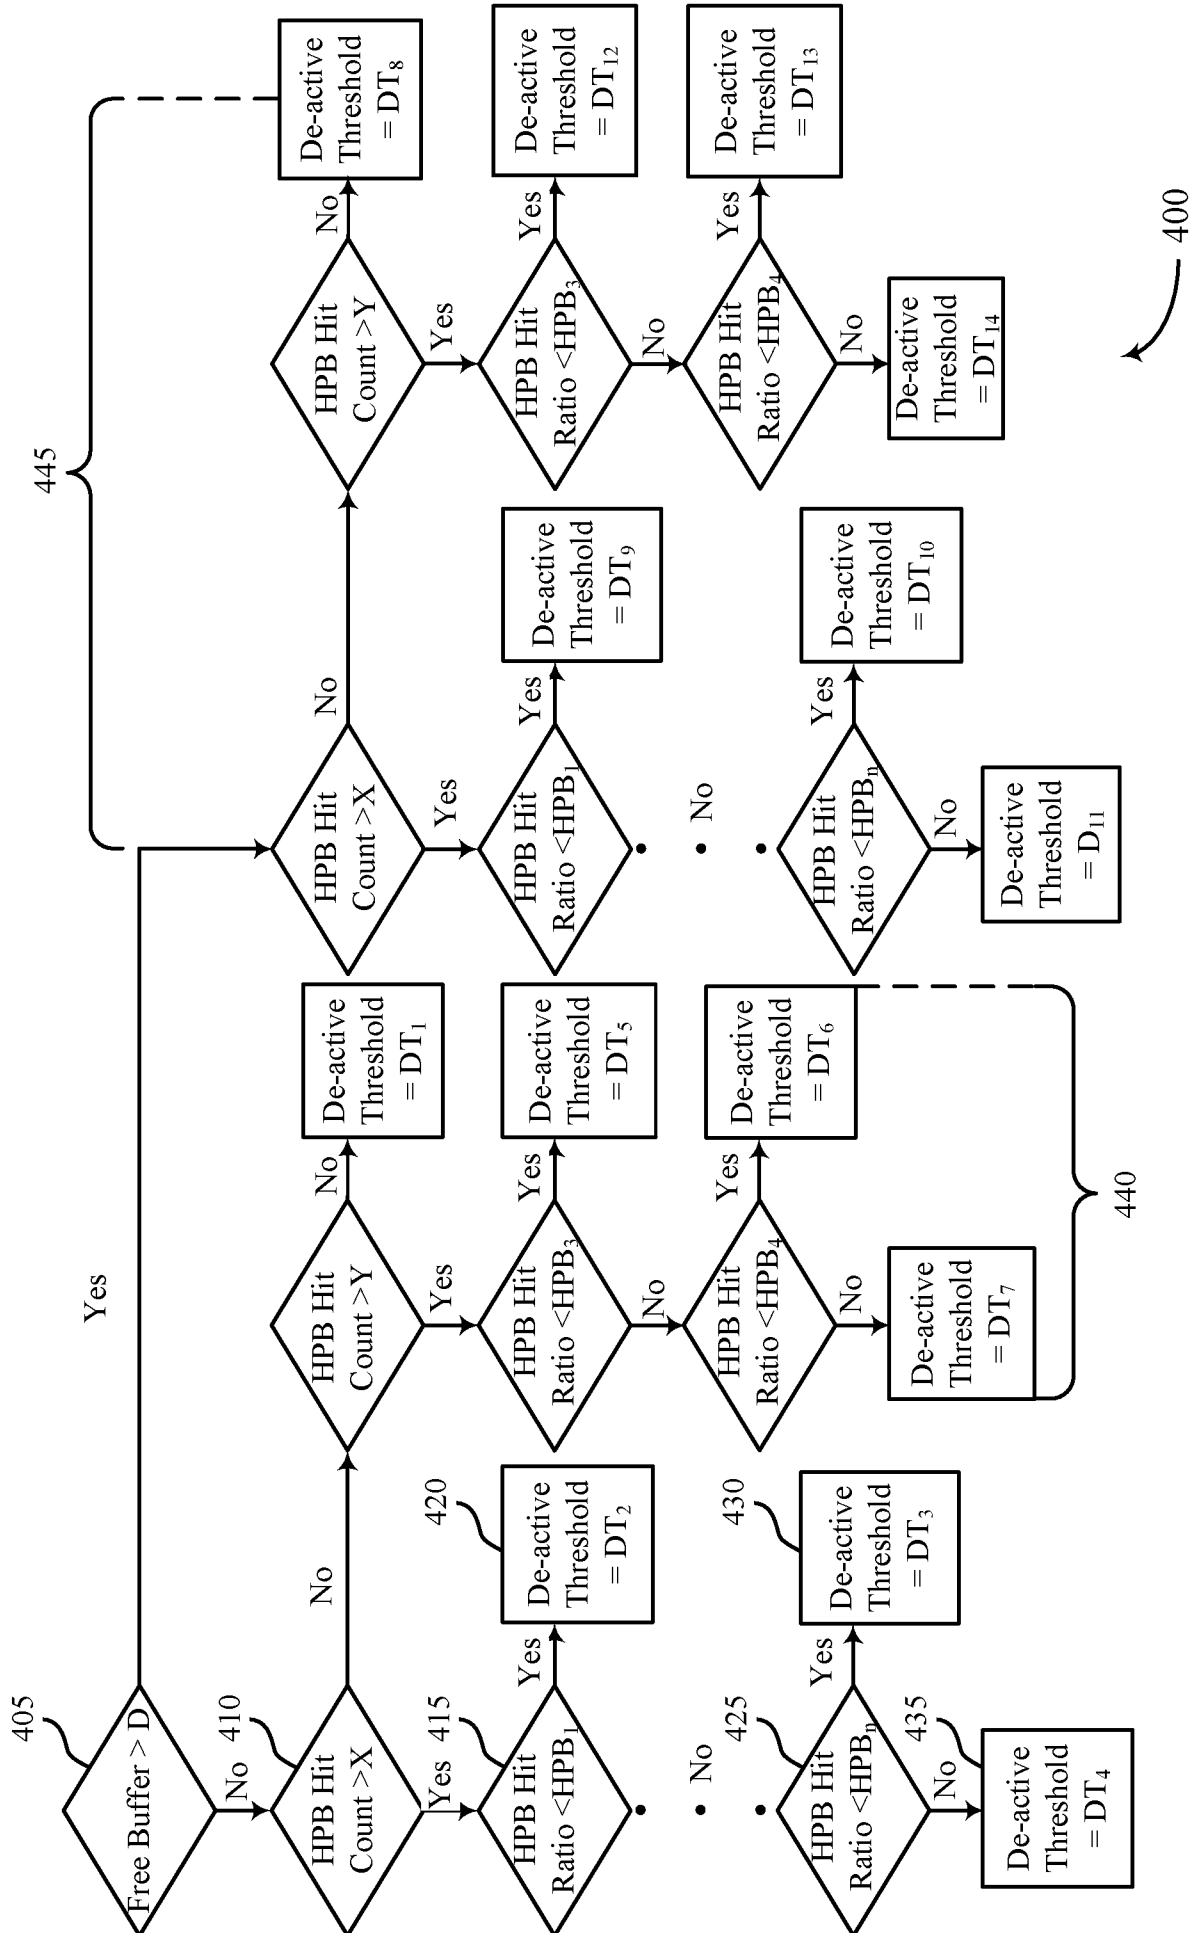 405
Free Buffer > D
Yes
No
410
HPB Hit
Count >X
No
Yes
415
HPB Hit
Ratio <HPB₁
Yes
420
De-active
Threshold
= DT₂
No
425
HPB Hit
Ratio <HPBₙ
Yes
430
De-active
Threshold
= DT₃
No
435
De-active
Threshold
= DT₄
HPB Hit
Count >Y
No
De-active
Threshold
= DT₁
Yes
HPB Hit
Ratio <HPB₃
Yes
De-active
Threshold
= DT₅
No
HPB Hit
Ratio <HPB₄
Yes
De-active
Threshold
= DT₆
No
De-active
Threshold
= DT₇
440
445
HPB Hit
Count >X
No
Yes
HPB Hit
Ratio <HPB₁
Yes
De-active
Threshold
= DT₉
No
HPB Hit
Ratio <HPBₙ
Yes
De-active
Threshold
= DT₁₀
No
De-active
Threshold
= D₁₁
HPB Hit
Count >Y
No
De-active
Threshold
= DT₈
Yes
HPB Hit
Ratio <HPB₃
Yes
De-active
Threshold
= DT₁₂
No
HPB Hit
Ratio <HPB₄
Yes
De-active
Threshold
= DT₁₃
No
De-active
Threshold
= DT₁₄
400